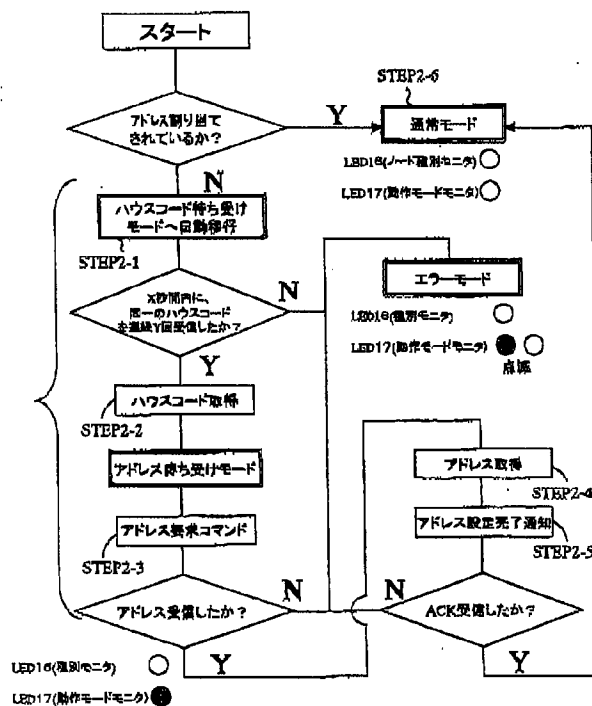 スタート
STEP2-6
アドレス割り当て
されているか?
Y
通常モード
LED16(ノード種別モニタ)
LED17(動作モードモニタ)
N
ハウスコード待ち受け
モードへ自動移行
STEP2-1
X秒間内に、
同一のハウスコード
を連続Y回受信したか?
N
エラーモード
LED16(種別モニタ)
LED17(動作モードモニタ)
点滅
Y
ハウスコード取得
STEP2-2
アドレス待ち受けモード
アドレス要求コマンド
STEP2-3
アドレス取得
STEP2-4
アドレス設定完了通知
STEP2-5
アドレス受信したか?
N
N
ACK受信したか?
Y
Y
LED16(種別モニタ)
LED17(動作モードモニタ)